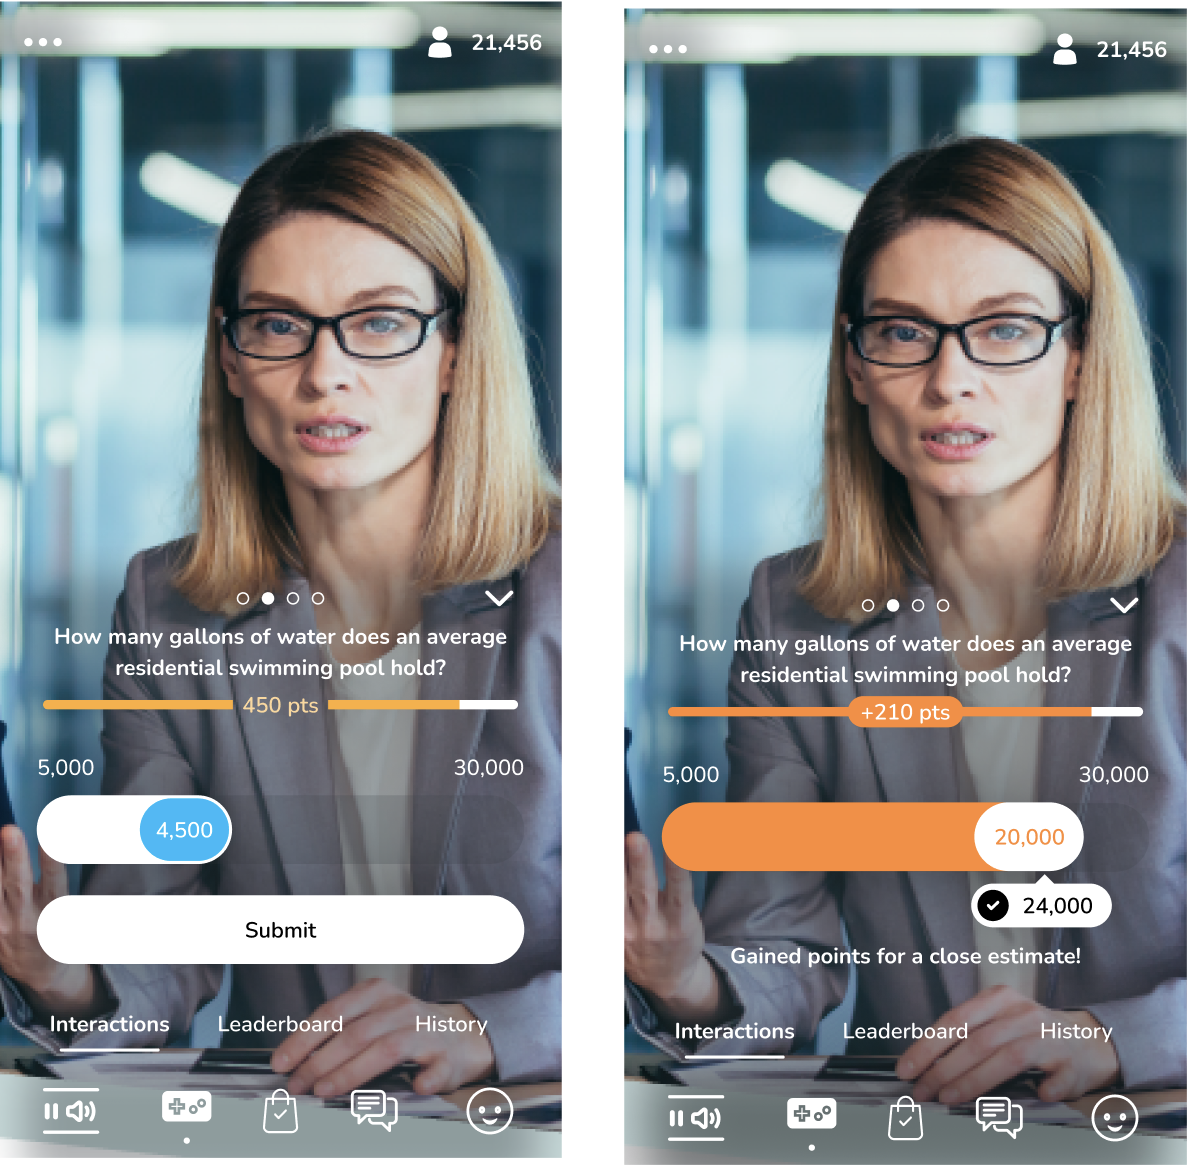 21,456
How many gallons of water does an average
residential swimming pool hold?
450 pts
5,000 30,000
4,500
Submit
Interactions Leaderboard History
21,456
How many gallons of water does an average
residential swimming pool hold?
+210 pts
5,000 30,000
20,000
24,000
Gained points for a close estimate!
Interactions Leaderboard History